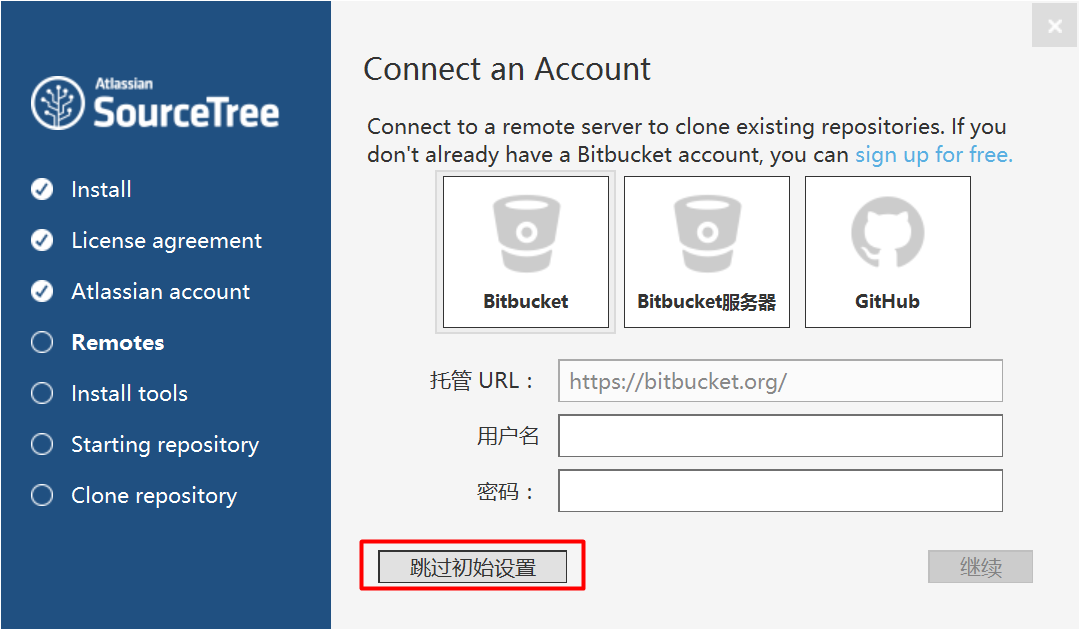 Atlassian
SourceTree
Install
License agreement
Atlassian account
Remotes
Install tools
Starting repository
Clone repository
Connect an Account
Connect to a remote server to clone existing repositories. If you
don't already have a Bitbucket account, you can sign up for free.
Bitbucket
Bitbucket服务器
GitHub
托管 URL：
https://bitbucket.org/
用户名
密码：
跳过初始设置
继续